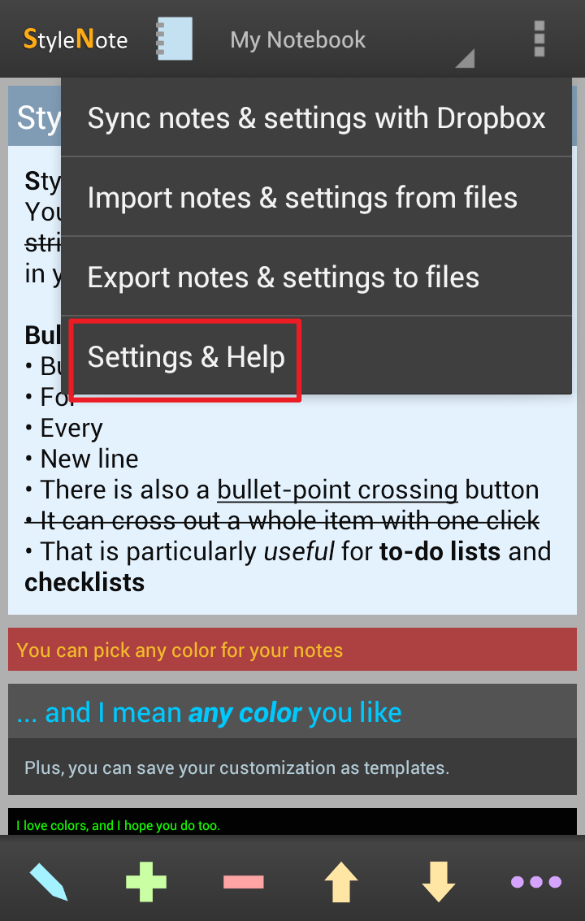 StyleNote
My Notebook
Sty
Sync notes & settings with Dropbox
Sty
Import notes & settings from files
You
stri
in y
Export notes & settings to files
Bul
Settings & Help
• Bu
• For
• Every
• New line
• There is also a bullet-point crossing button
• It can cross out a whole item with one click
• That is particularly useful for to-do lists and
checklists
You can pick any color for your notes
... and I mean any color you like
Plus, you can save your customization as templates.
I love colors, and I hope you do too.